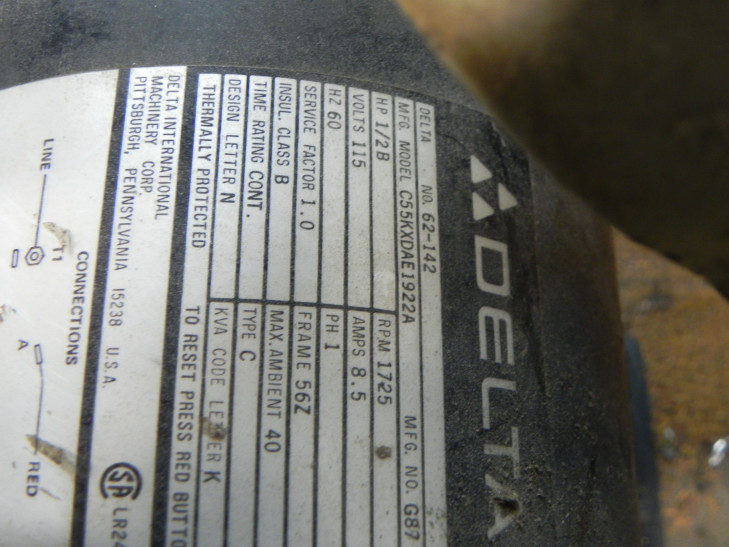 DELTA
DELTA NO. 62-142
MFG. MODEL C55KXDAE1922A MFG. NO. G87
HP 1/2B RPM 1725
VOLTS 115 AMPS 8.5
HZ 60 PH 1
SERVICE FACTOR 1.0 FRAME 56Z
INSUL. CLASS B MAX. AMBIENT 40
TIME RATING CONT. TYPE C
DESIGN LETTER N KVA CODE LETTER K
THERMALLY PROTECTED TO RESET PRESS RED BUTTO
DELTA INTERNATIONAL
MACHINERY CORP.
PITTSBURGH, PENNSYLVANIA 15238 U.S.A.
SA LR24
CONNECTIONS
LINE T1 A RED